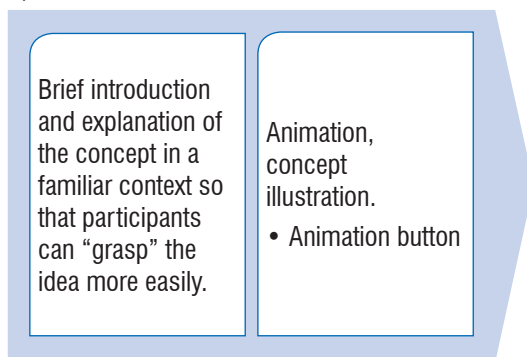 Brief introduction
and explanation of
the concept in a
familiar context so
that participants
can “grasp” the
idea more easily.
Animation,
concept
illustration.
• Animation button